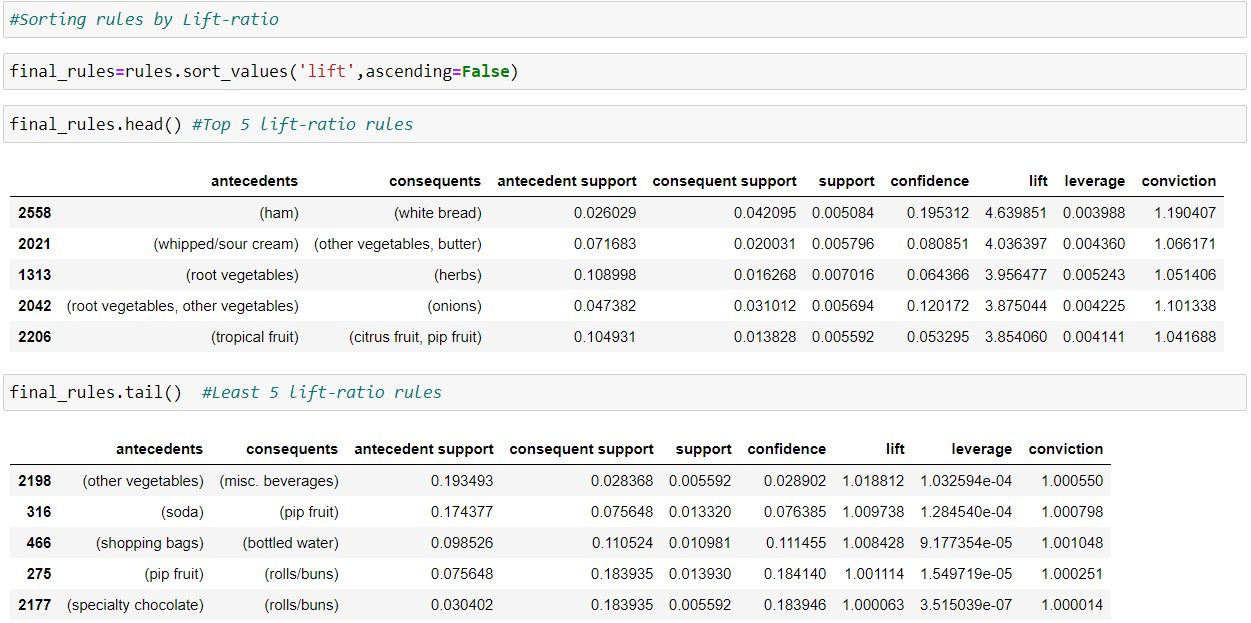 #Sorting rules by Lift-ratio
final_rules=rules.sort_values('lift',ascending=False)
final_rules.head() #Top 5 lift-ratio rules
antecedents consequents antecedent support consequent support support confidence lift leverage conviction
2558 (ham) (white bread) 0.026029 0.042095 0.005084 0.195312 4.639851 0.003988 1.190407
2021 (whipped/sour cream) (other vegetables, butter) 0.071683 0.020031 0.005796 0.080851 4.036397 0.004360 1.066171
1313 (root vegetables) (herbs) 0.108998 0.016268 0.007016 0.064366 3.956477 0.005243 1.051406
2042 (root vegetables, other vegetables) (onions) 0.047382 0.031012 0.005694 0.120172 3.875044 0.004225 1.101338
2206 (tropical fruit) (citrus fruit, pip fruit) 0.104931 0.013828 0.005592 0.053295 3.854060 0.004141 1.041688
final_rules.tail()  #Least 5 lift-ratio rules
antecedents consequents antecedent support consequent support support confidence lift leverage conviction
2198 (other vegetables) (misc. beverages) 0.193493 0.028368 0.005592 0.028902 1.018812 1.032594e-04 1.000550
316 (soda) (pip fruit) 0.174377 0.075648 0.013320 0.076385 1.009738 1.284540e-04 1.000798
466 (shopping bags) (bottled water) 0.098526 0.110524 0.010981 0.111455 1.008428 9.177354e-05 1.001048
275 (pip fruit) (rolls/buns) 0.075648 0.183935 0.013930 0.184140 1.001114 1.549719e-05 1.000251
2177 (specialty chocolate) (rolls/buns) 0.030402 0.183935 0.005592 0.183946 1.000063 3.515039e-07 1.000014